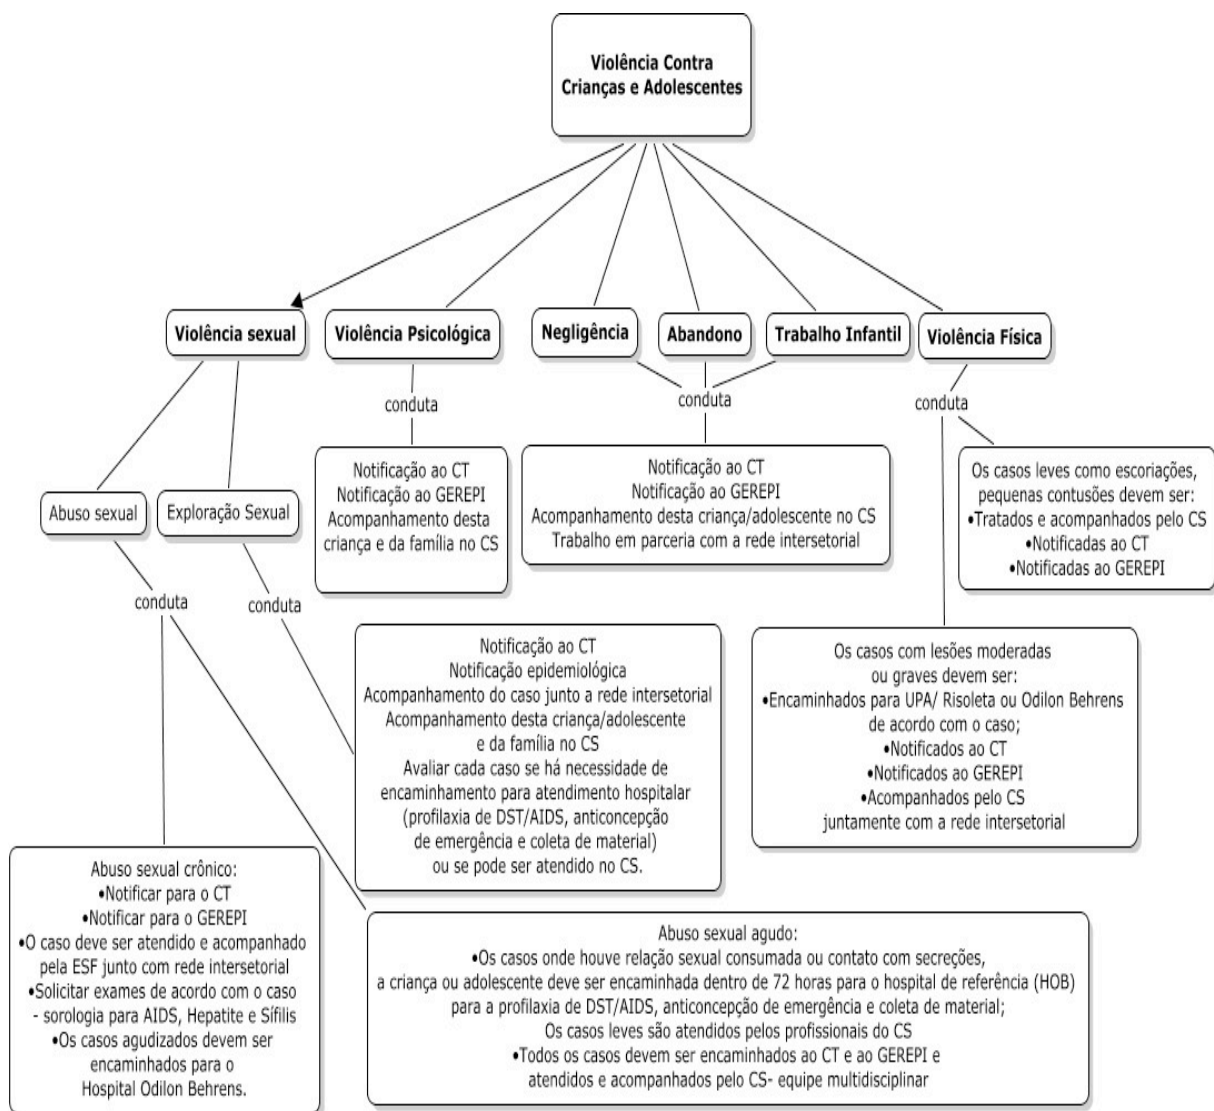 Violência Contra
Crianças e Adolescentes
Violência sexual
Violência Psicológica
Negligência
Abandono
Trabalho Infantil
Violência Física
conduta
conduta
conduta
Abuso sexual
Exploração Sexual
Notificação ao CT
Notificação ao GEREPI
Acompanhamento desta
criança e da família no CS
Notificação ao CT
Notificação ao GEREPI
Acompanhamento desta criança/adolescente no CS
Trabalho em parceria com a rede intersetorial
Os casos leves como escoriações,
pequenas contusões devem ser:
•Tratados e acompanhados pelo CS
•Notificadas ao CT
•Notificadas ao GEREPI
conduta
conduta
Notificação ao CT
Notificação epidemiológica
Acompanhamento do caso junto a rede intersetorial
Acompanhamento desta criança/adolescente
e da família no CS
Avaliar cada caso se há necessidade de
encaminhamento para atendimento hospitalar
(profilaxia de DST/AIDS, anticoncepção
de emergência e coleta de material)
ou se pode ser atendido no CS.
Os casos com lesões moderadas
ou graves devem ser:
•Encaminhados para UPA/ Risoleta ou Odilon Behrens
de acordo com o caso;
•Notificados ao CT
•Notificados ao GEREPI
•Acompanhados pelo CS
juntamente com a rede intersetorial
Abuso sexual crônico:
•Notificar para o CT
•Notificar para o GEREPI
•O caso deve ser atendido e acompanhado
pela ESF junto com rede intersetorial
•Solicitar exames de acordo com o caso
- sorologia para AIDS, Hepatite e Sífilis
•Os casos agudizados devem ser
encaminhados para o
Hospital Odilon Behrens.
Abuso sexual agudo:
•Os casos onde houve relação sexual consumada ou contato com secreções,
a criança ou adolescente deve ser encaminhada dentro de 72 horas para o hospital de referência (HOB)
para a profilaxia de DST/AIDS, anticoncepção de emergência e coleta de material;
Os casos leves são atendidos pelos profissionais do CS
•Todos os casos devem ser encaminhados ao CT e ao GEREPI e
atendidos e acompanhados pelo CS- equipe multidisciplinar